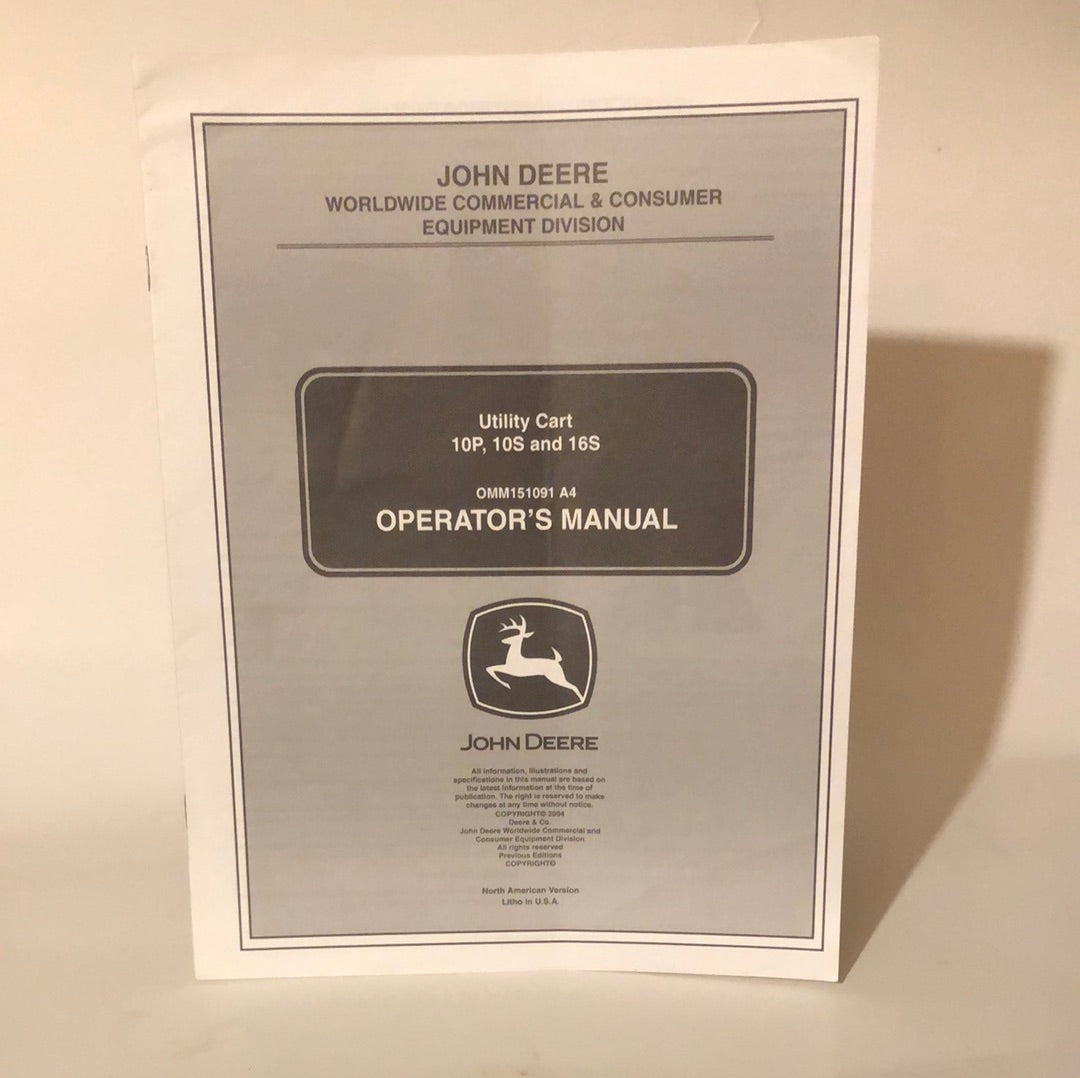 JOHN DEERE
WORLDWIDE COMMERCIAL & CONSUMER
EQUIPMENT DIVISION
Utility Cart
10P, 10S and 16S
OMM151091 A4
OPERATOR'S MANUAL
JOHN DEERE
All information, illustrations and
specifications in this manual are based on
the latest information at the time of
publication. The right is reserved to make
changes at any time without notice.
COPYRIGHT© 2004
Deere & Co.
John Deere Worldwide Commercial and
Consumer Equipment Division
All rights reserved
Previous Editions
COPYRIGHT©
North American Version
Litho in U.S.A.